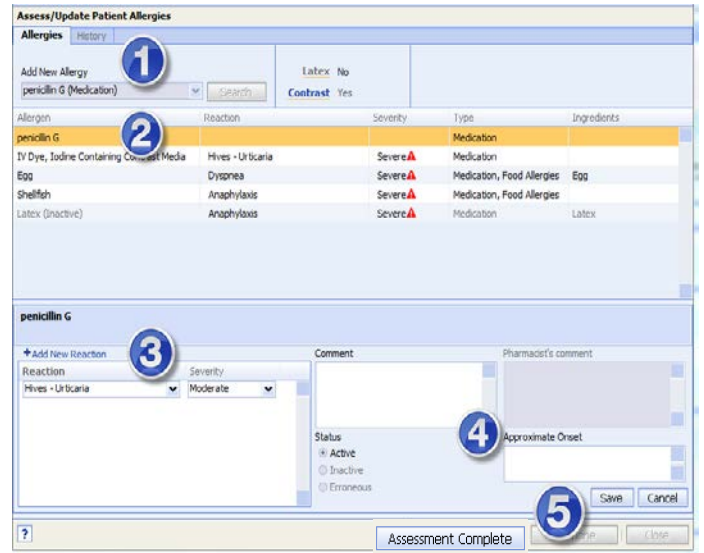 Assess/Update Patient Allergies
Allergies History
1
Add New Allergy Latex No
penicillin G (Medication) Search Contrast Yes
Allergen Reaction Severity Type Ingredients
2
penicillin G Medication
IV Dye, Iodine Containing Contrast Media Hives - Urticaria Severe Medication
Egg Dyspnea Severe Medication, Food Allergies Egg
Shellfish Anaphylaxis Severe Medication, Food Allergies
Latex (Inactive) Anaphylaxis Severe Medication Latex
penicillin G
3
+Add New Reaction Comment Pharmacist's comment
Reaction Severity
Hives - Urticaria Moderate
4
Status Approximate Onset
Active
Inactive
Erroneous
5
Save Cancel
? Assessment Complete Close